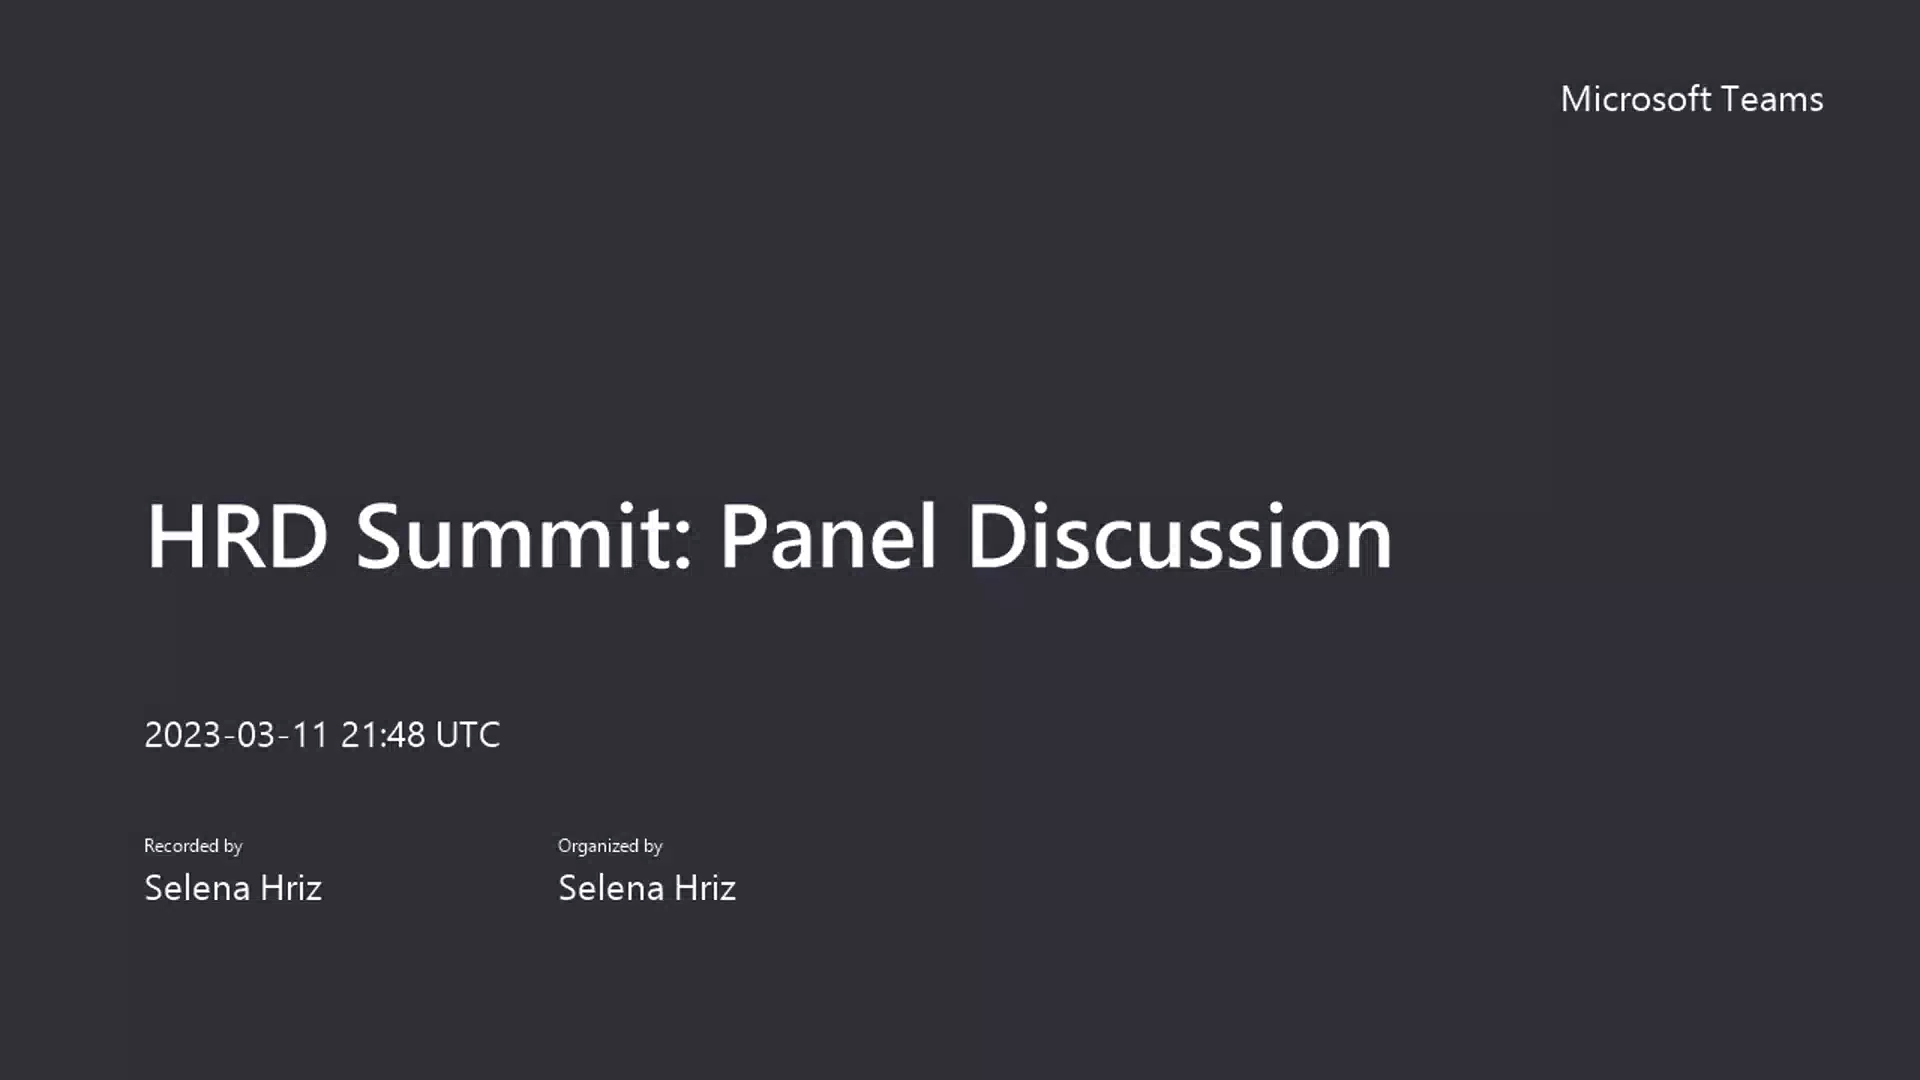 Microsoft Teams
HRD Summit: Panel Discussion
2023-03-11 21:48 UTC
Recorded by
Selena Hriz
Organized by
Selena Hriz